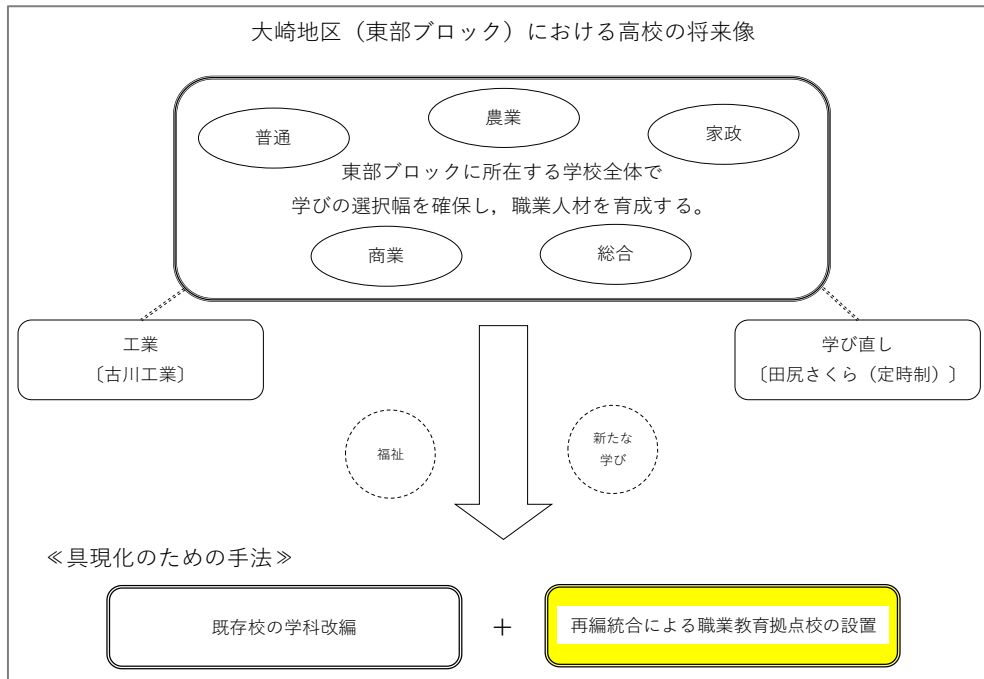 大崎地区（東部ブロック）における高校の将来像
普通
農業
家政
東部ブロックに所在する学校全体で
学びの選択幅を確保し，職業人材を育成する。
商業
総合
工業
〔古川工業〕
学び直し
〔田尻さくら（定時制）〕
福祉
新たな
学び
≪具現化のための手法≫
既存校の学科改編
＋
再編統合による職業教育拠点校の設置